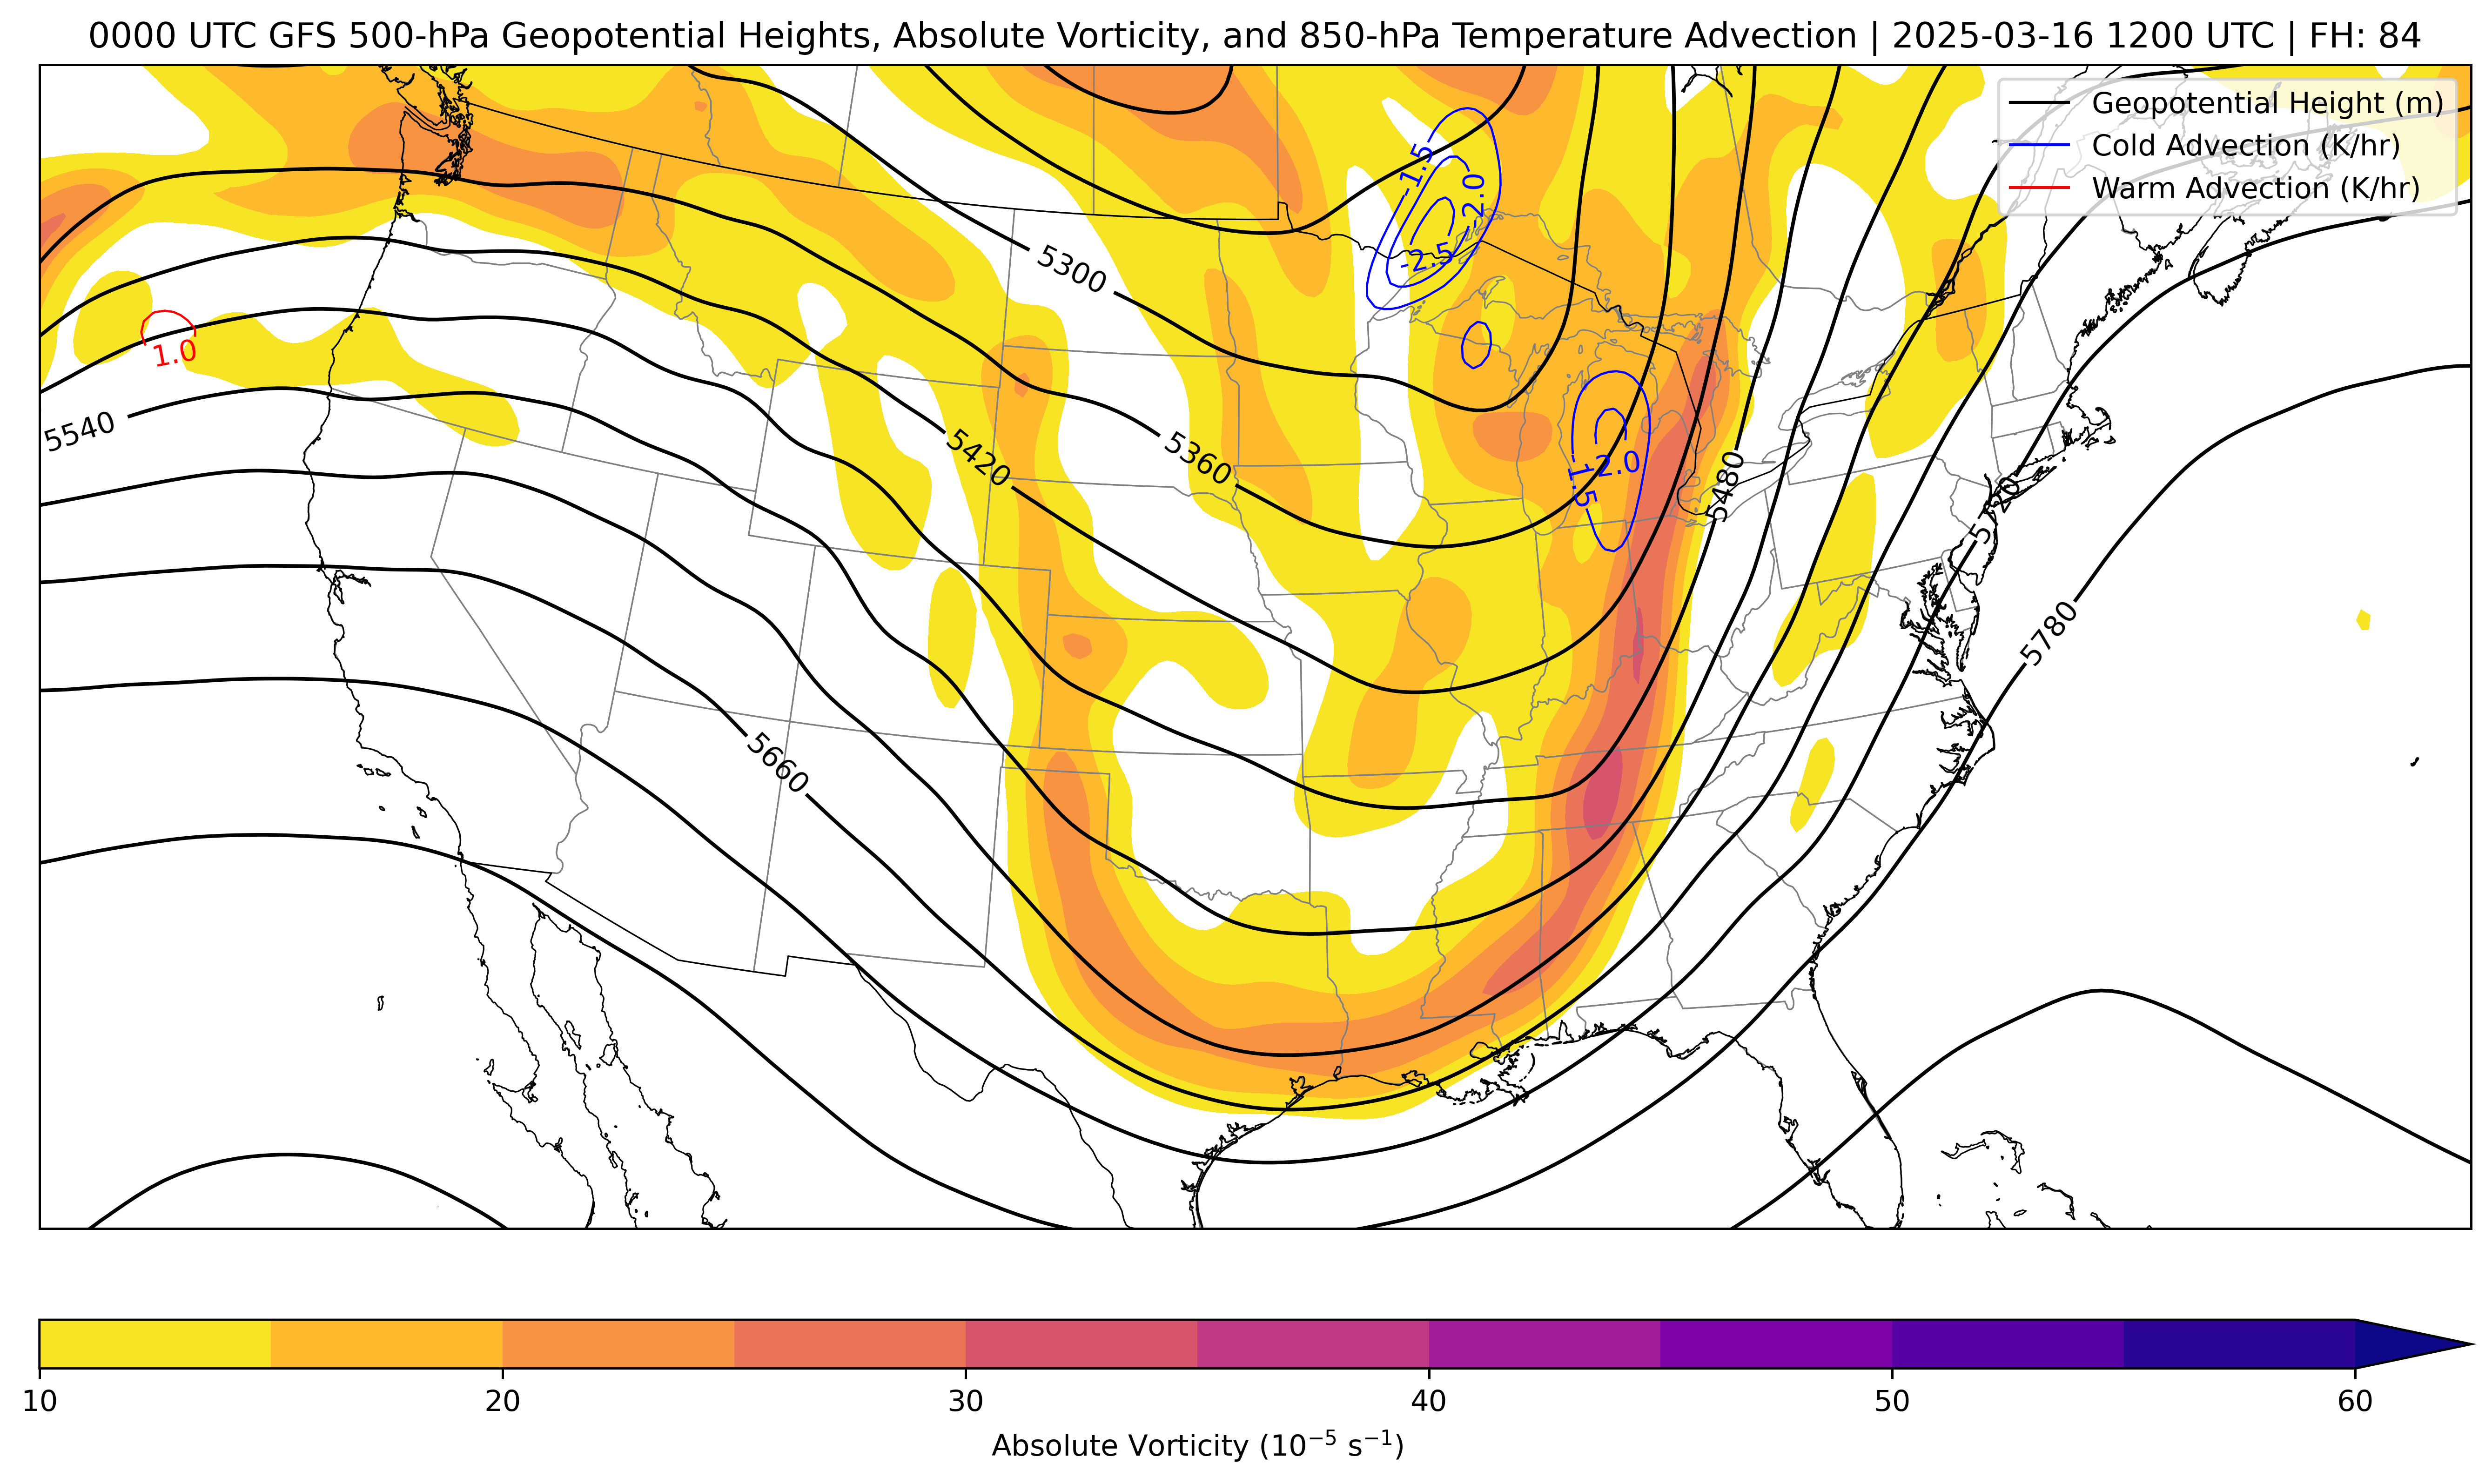 0000 UTC GFS 500-hPa Geopotential Heights, Absolute Vorticity, and 850-hPa Temperature Advection | 2025-03-16 1200 UTC | FH: 84
Geopotential Height (m)
Cold Advection (K/hr)
Warm Advection (K/hr)
-1.5
-2.0
-2.5
5300
1.0
5540
5420
5360
-2.0
-1.5
5480
5720
5780
5660
10 20 30 40 50 60
Absolute Vorticity (10⁻⁵ s⁻¹)